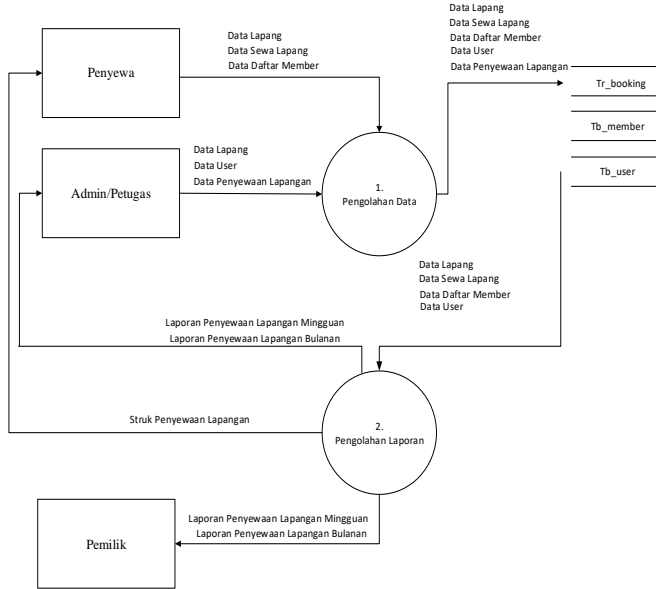 Data Lapang
Data Sewa Lapang
Data Daftar Member
Data User
Data Penyewaan Lapangan
Data Lapang
Data Sewa Lapang
Data Daftar Member
Penyewa
Tr_booking
Tb_member
Tb_user
Data Lapang
Data User
Data Penyewaan Lapangan
Admin/Petugas
1.
Pengolahan Data
Data Lapang
Data Sewa Lapang
Data Daftar Member
Data User
Laporan Penyewaan Lapangan Mingguan
Laporan Penyewaan Lapangan Bulanan
Struk Penyewaan Lapangan
2.
Pengolahan Laporan
Laporan Penyewaan Lapangan Mingguan
Laporan Penyewaan Lapangan Bulanan
Pemilik